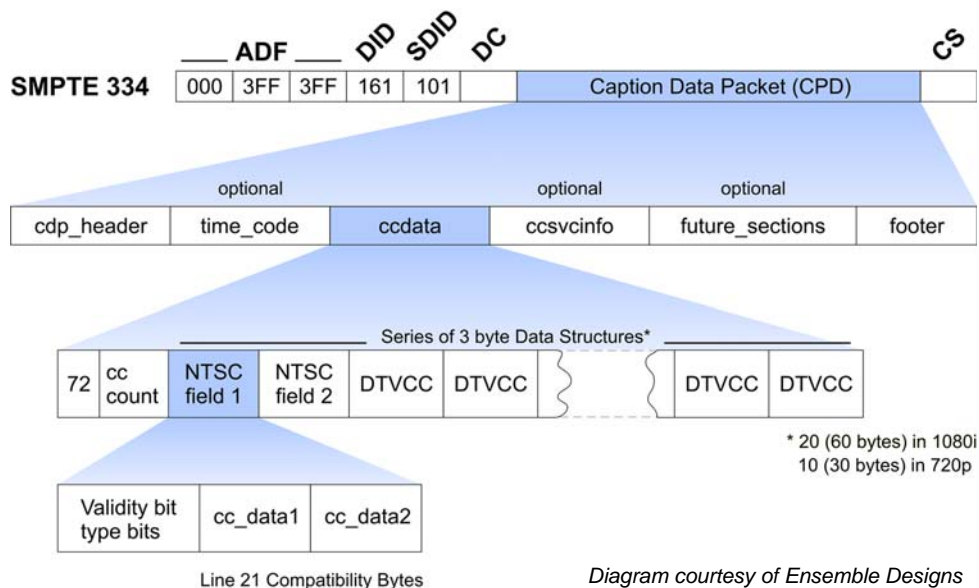 ADF DID SDID DC CS
SMPTE 334 000 3FF 3FF 161 101 Caption Data Packet (CPD)
optional optional optional
cdp_header time_code ccdata ccsvcinfo future_sections footer
Series of 3 byte Data Structures*
72 cc count NTSC field 1 NTSC field 2 DTVCC DTVCC DTVCC DTVCC
* 20 (60 bytes) in 1080i
10 (30 bytes) in 720p
Validity bit type bits cc_data1 cc_data2
Line 21 Compatibility Bytes
Diagram courtesy of Ensemble Designs